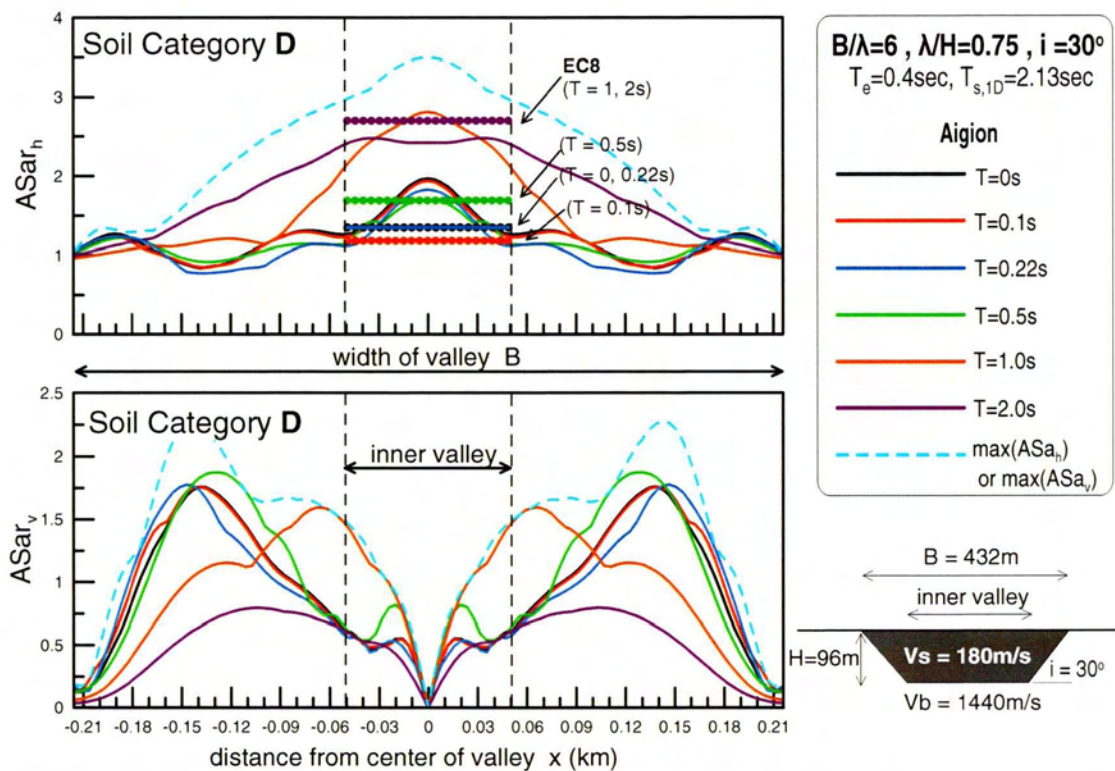 Soil Category D
EC8
(T = 1, 2s)
(T = 0.5s)
(T = 0, 0.22s)
(T = 0.1s)
ASar_h
4
3
2
1
0
width of valley B
Soil Category D
inner valley
ASar_v
2.5
2
1.5
1
0.5
0
-0.21 -0.18 -0.15 -0.12 -0.09 -0.06 -0.03 0 0.03 0.06 0.09 0.12 0.15 0.18 0.21
distance from center of valley x (km)
B/λ=6 , λ/H=0.75 , i = 30°
T_e=0.4sec, T_s,1D=2.13sec
Aigion
T=0s
T=0.1s
T=0.22s
T=0.5s
T=1.0s
T=2.0s
max(ASa_h)
or max(ASa_v)
B = 432m
inner valley
H=96m
Vs = 180m/s
i = 30°
Vb = 1440m/s